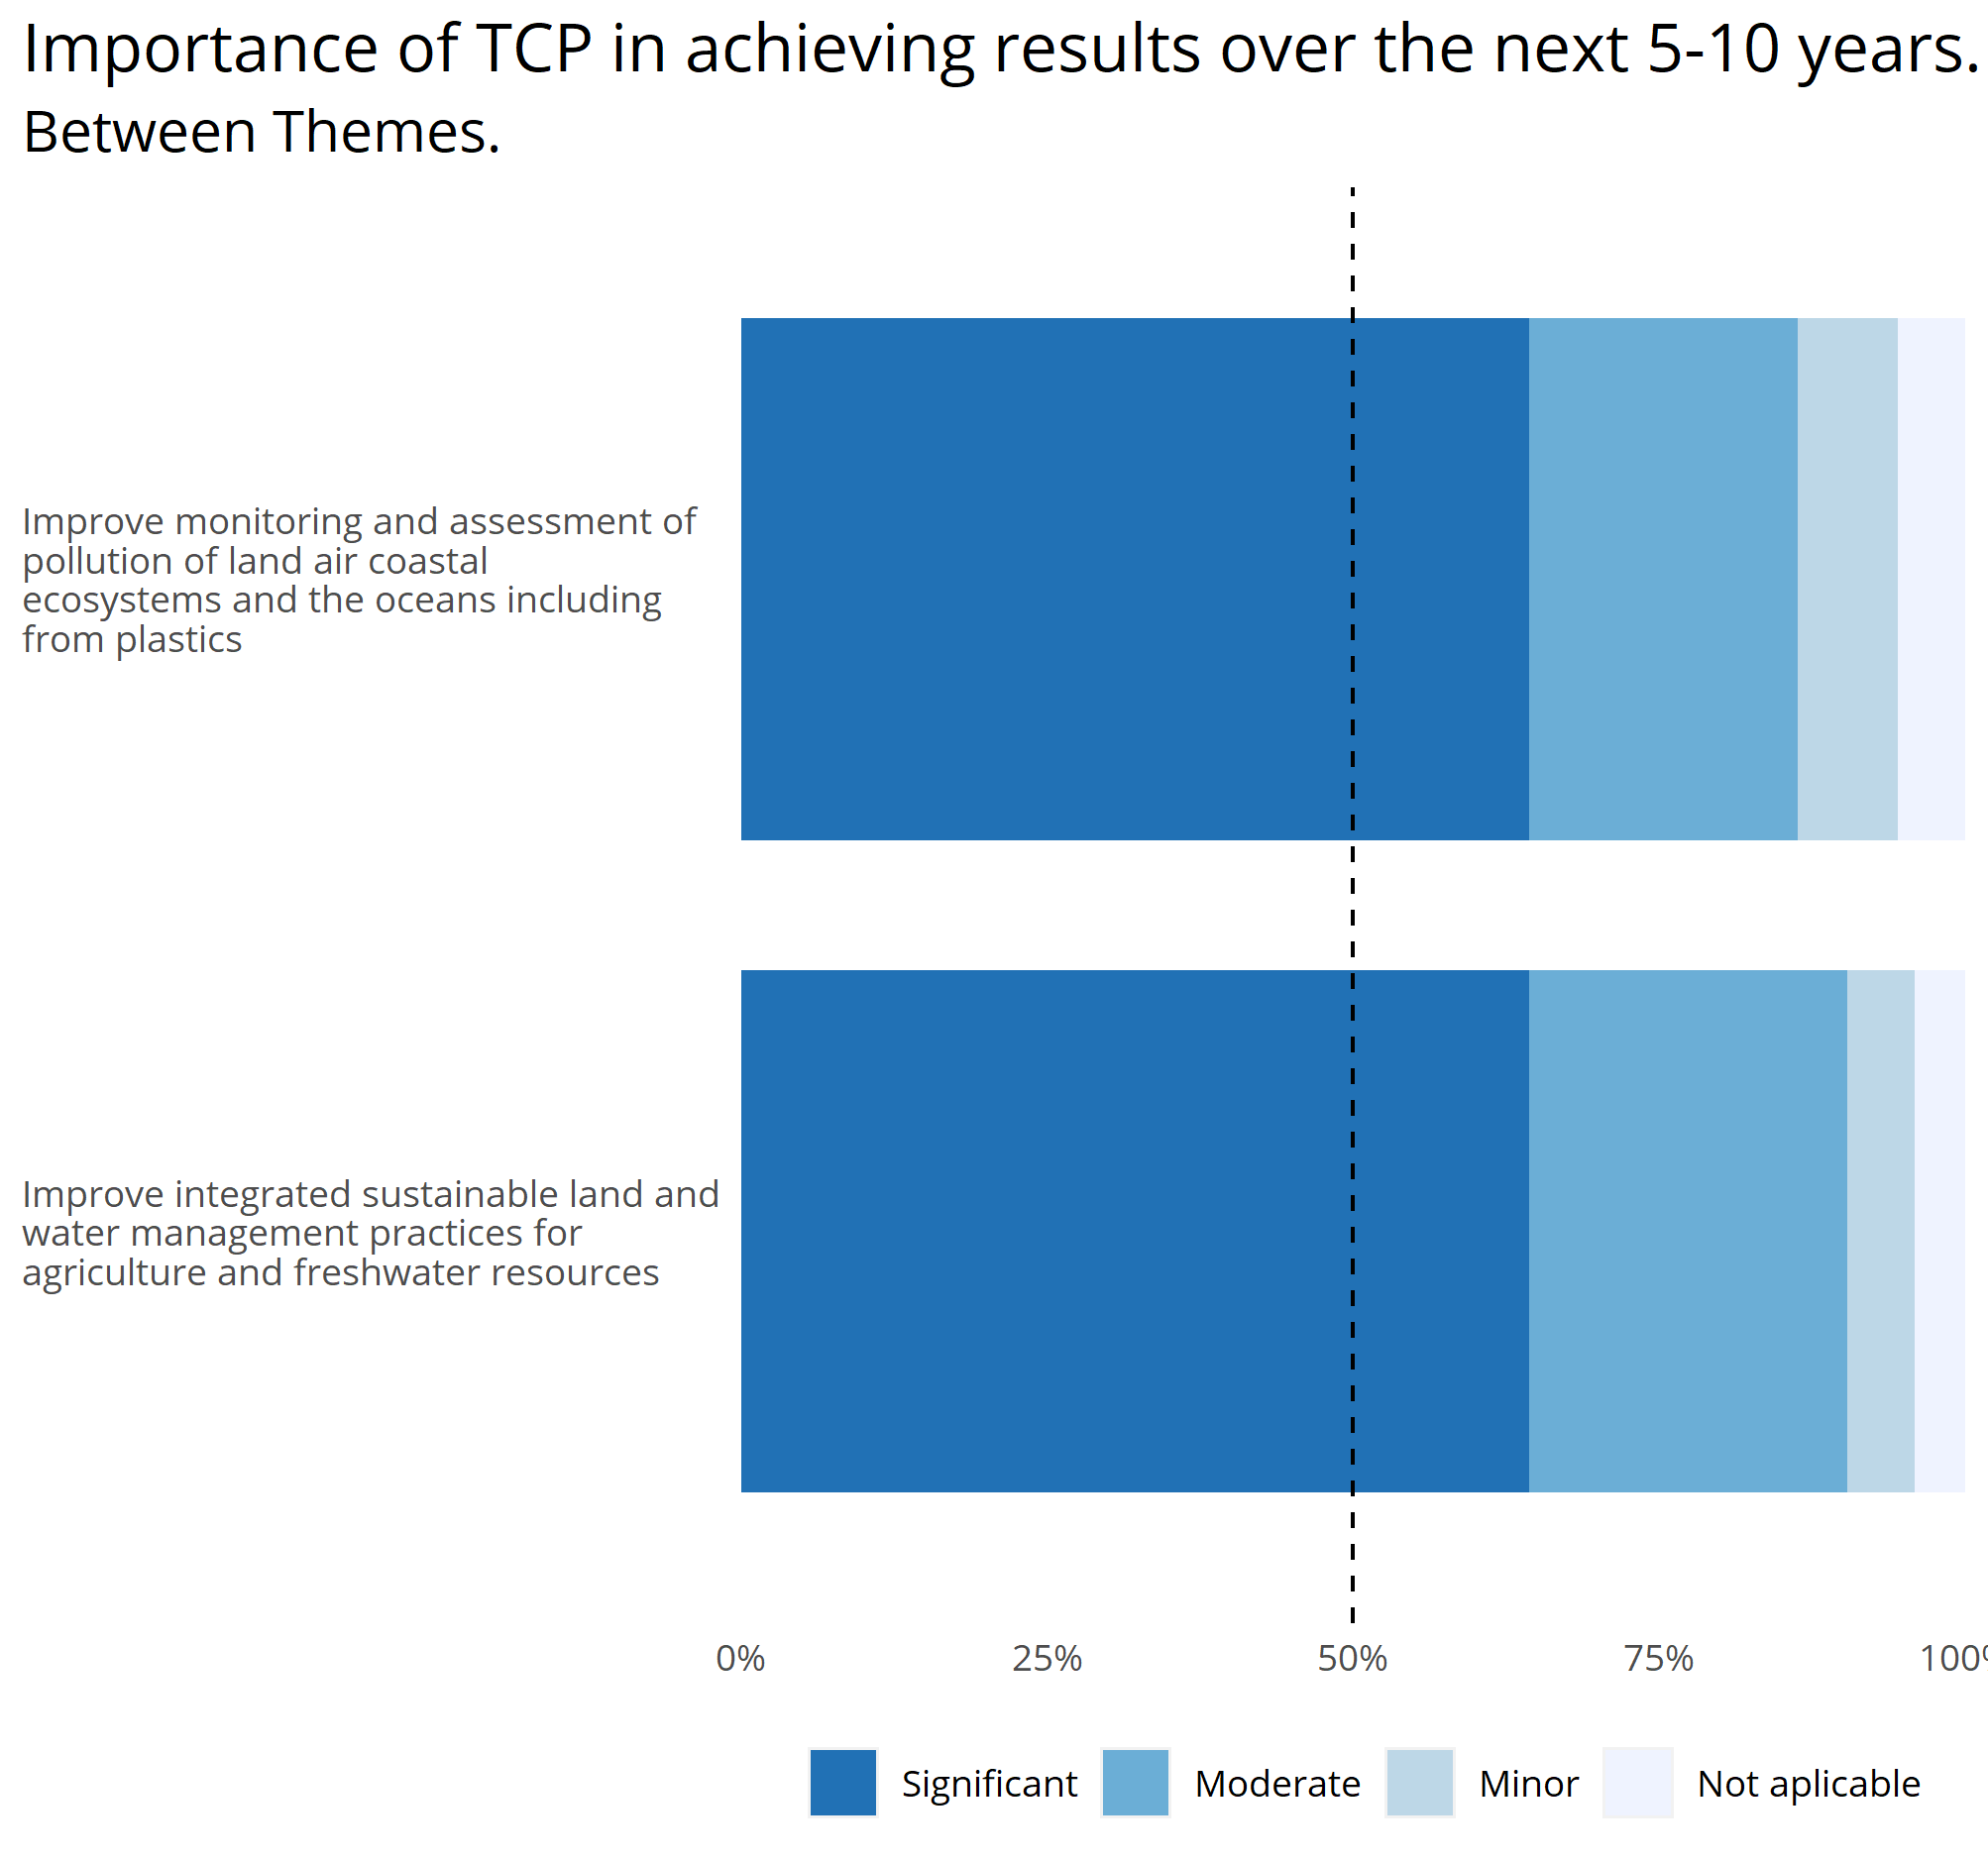 Importance of TCP in achieving results over the next 5-10 years.
Between Themes.
Improve monitoring and assessment of
pollution of land air coastal
ecosystems and the oceans including
from plastics
Improve integrated sustainable land and
water management practices for
agriculture and freshwater resources
0% 25% 50% 75% 100%
Significant Moderate Minor Not aplicable